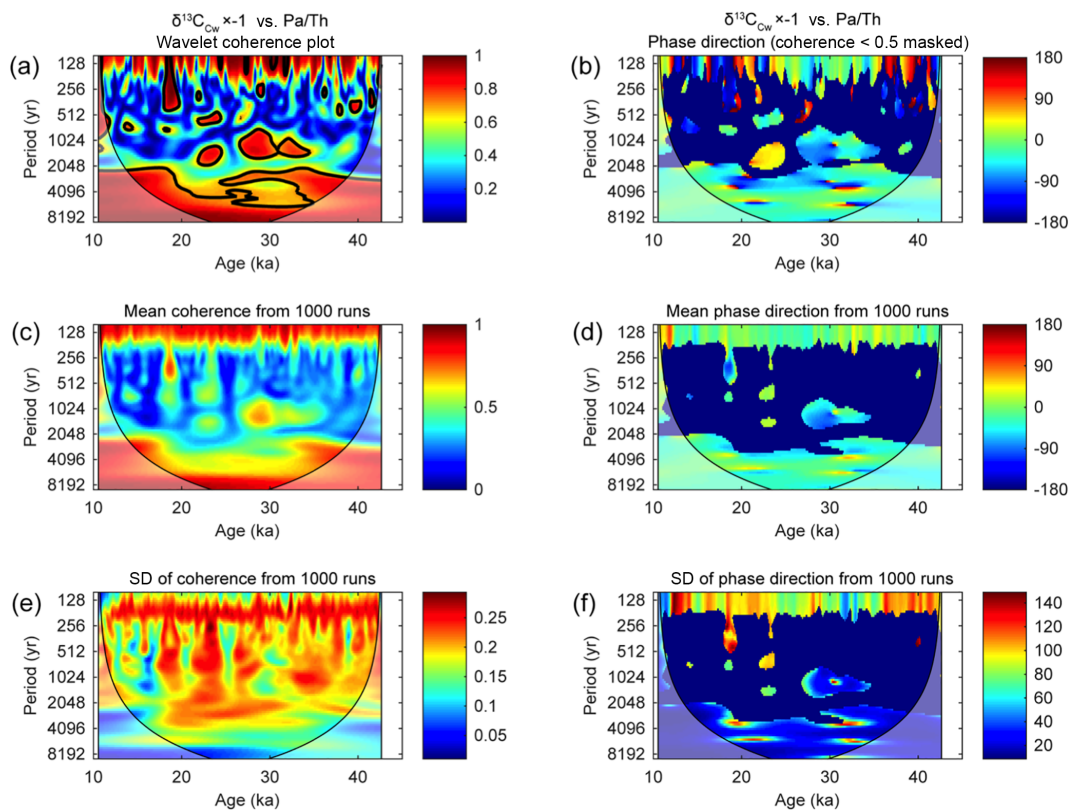 δ¹³C_Cw ×-1 vs. Pa/Th
Wavelet coherence plot
(a)
128
256
512
1024
2048
4096
8192
Period (yr)
10 20 30 40
Age (ka)
1
0.8
0.6
0.4
0.2
δ¹³C_Cw ×-1 vs. Pa/Th
Phase direction (coherence < 0.5 masked)
(b)
128
256
512
1024
2048
4096
8192
Period (yr)
10 20 30 40
Age (ka)
180
90
0
-90
-180
Mean coherence from 1000 runs
(c)
128
256
512
1024
2048
4096
8192
Period (yr)
10 20 30 40
Age (ka)
1
0.5
0
Mean phase direction from 1000 runs
(d)
128
256
512
1024
2048
4096
8192
Period (yr)
10 20 30 40
Age (ka)
180
90
0
-90
-180
SD of coherence from 1000 runs
(e)
128
256
512
1024
2048
4096
8192
Period (yr)
10 20 30 40
Age (ka)
0.25
0.20
0.15
0.10
0.05
SD of phase direction from 1000 runs
(f)
128
256
512
1024
2048
4096
8192
Period (yr)
10 20 30 40
Age (ka)
140
120
100
80
60
40
20